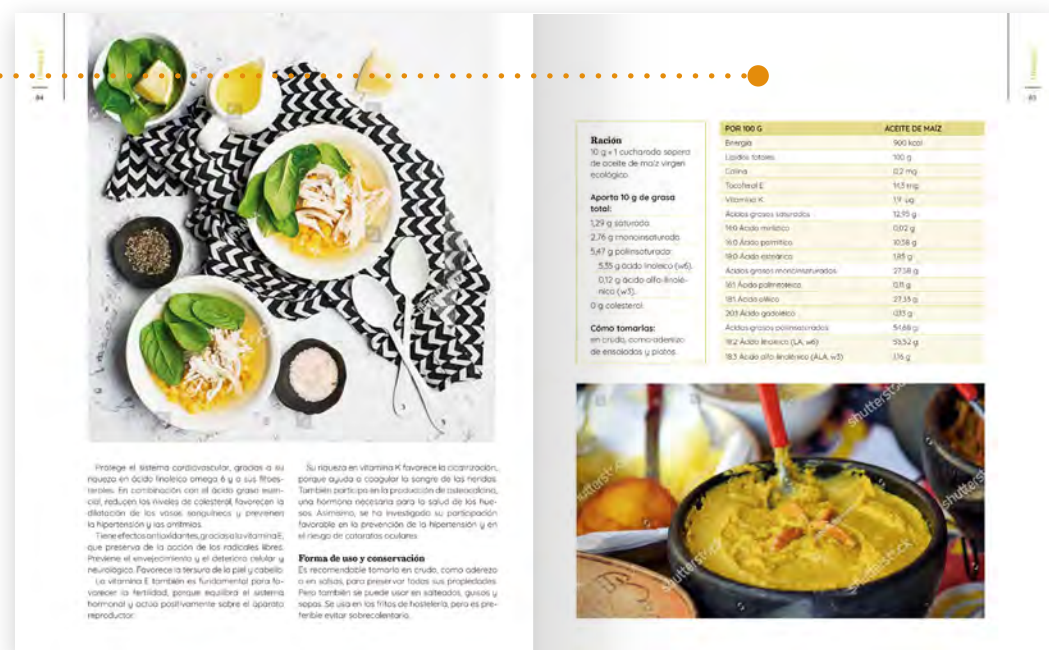 84
Protege el sistema cardiovascular, gracias a su
riqueza en ácido linoleico omega 6 y a sus fitoes-
teroles. En combinación con el ácido graso esen-
cial, reducen los niveles de colesterol, favorecen la
dilatación de los vasos sanguíneos y previenen
la hipertensión y las arritmias.
Tiene efectos antioxidantes, gracias a la vitamina E,
que preserva de la acción de los radicales libres.
Previene el envejecimiento y el deterioro celular y
neurológico. Favorece la tersura de la piel y cabello.
La vitamina E también es fundamental para fa-
vorecer la fertilidad, porque equilibra el sistema
hormonal y actúa positivamente sobre el aparato
reproductor.
Su riqueza en vitamina K favorece la cicatrización,
porque ayuda a coagular la sangre de las heridas.
También participa en la producción de osteocalcina,
una hormona necesaria para la salud de los hue-
sos. Asimismo, se ha investigado su participación
favorable en la prevención de la hipertensión y en
el riesgo de cataratas oculares.
Forma de uso y conservación
Es recomendable tomarlo en crudo, como aderezo
o en salsas, para preservar todas sus propiedades.
Pero también se puede usar en salteados, guisos y
sopas. Se usa en los fritos de hostelería, pero es pre-
ferible evitar sobrecalentarlo.
Ración
10 g = 1 cucharada sopera
de aceite de maíz virgen
ecológico.
Aporta 10 g de grasa
total:
1,29 g saturada.
2,76 g monoinsaturada.
5,47 g poliinsaturada:
5,35 g ácido linoleico (w6).
0,12 g ácido alfa-linolé-
nico (w3).
0 g colesterol.
Cómo tomarlas:
en crudo, como aderezo
de ensaladas y platos.
POR 100 G ACEITE DE MAÍZ
Energía 900 kcal
Lípidos totales 100 g
Colina 0,2 mg
Tocoferol E 14,3 mg
Vitamina K 1,9 ug
Ácidos grasos saturados 12,95 g
14:0 Ácido mirístico 0,02 g
16:0 Ácido palmítico 10,58 g
18:0 Ácido esteárico 1,85 g
Ácidos grasos monoinsaturados 27,58 g
16:1 Ácido palmitoleico 0,11 g
18:1 Ácido oléico 27,33 g
20:1 Ácido gadoleico 0,13 g
Ácidos grasos poliinsaturados 54,68 g
18:2 Ácido linoleico (LA, w6) 53,52 g
18:3 Ácido alfa linolénico (ALA, w3) 1,16 g
shutterstock
shutterstock
shutterstock
shutterstock